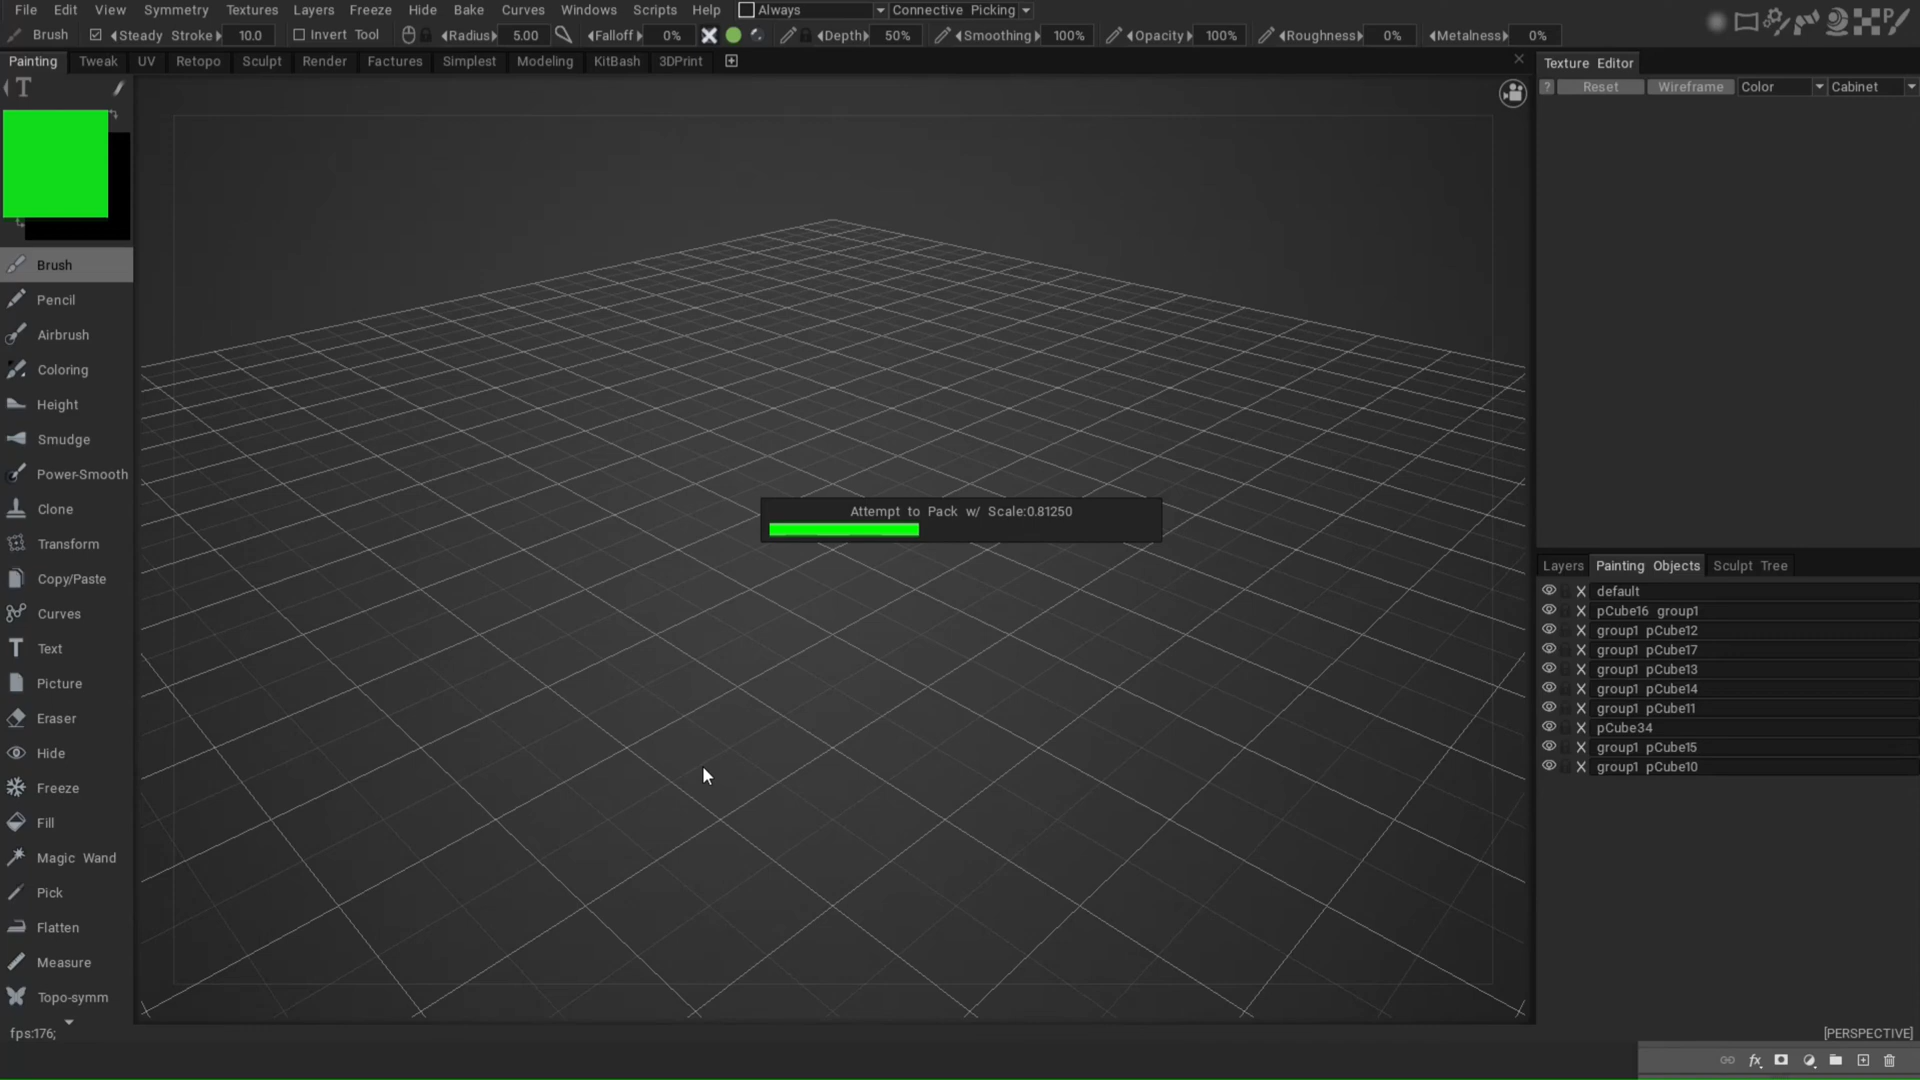 File Edit View Symmetry Textures Layers Freeze Hide Bake Curves Windows Scripts Help Always Connective Picking
Brush Steady Stroke 10.0 Invert Tool Radius 5.00 Falloff 0% Depth 50% Smoothing 100% Opacity 100% Roughness 0% Metalness 0%
Painting Tweak UV Retopo Sculpt Render Factures Simplest Modeling KitBash 3DPrint
Texture Editor
? Reset Wireframe Color Cabinet
T
Brush
Pencil
Airbrush
Coloring
Height
Smudge
Power-Smooth
Clone
Transform
Copy/Paste
Curves
Text
Picture
Eraser
Hide
Freeze
Fill
Magic Wand
Pick
Flatten
Measure
Topo-symm
fps:176;
Attempt to Pack w/ Scale:0.81250
Layers Painting Objects Sculpt Tree
default
pCube16 group1
group1 pCube12
group1 pCube17
group1 pCube13
group1 pCube14
group1 pCube11
pCube34
group1 pCube15
group1 pCube10
[PERSPECTIVE]
fx